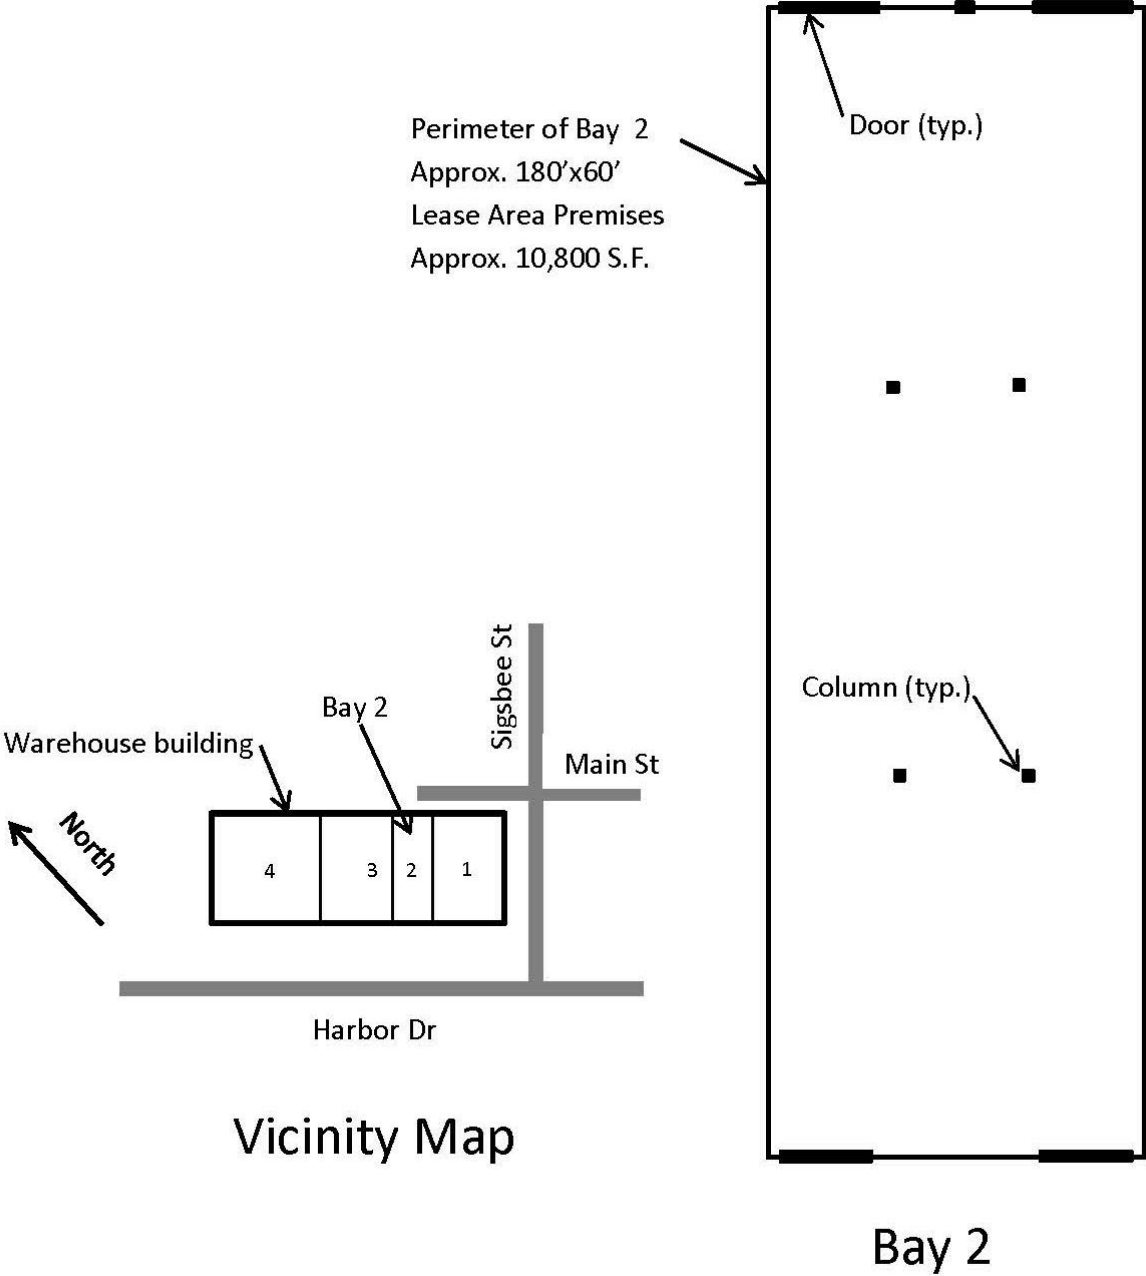 Door (typ.)
Perimeter of Bay 2
Approx. 180’x60’
Lease Area Premises
Approx. 10,800 S.F.
Column (typ.)
Bay 2
Sigsbee St
Bay 2
Warehouse building
Main St
North
4
3
2
1
Harbor Dr
Vicinity Map